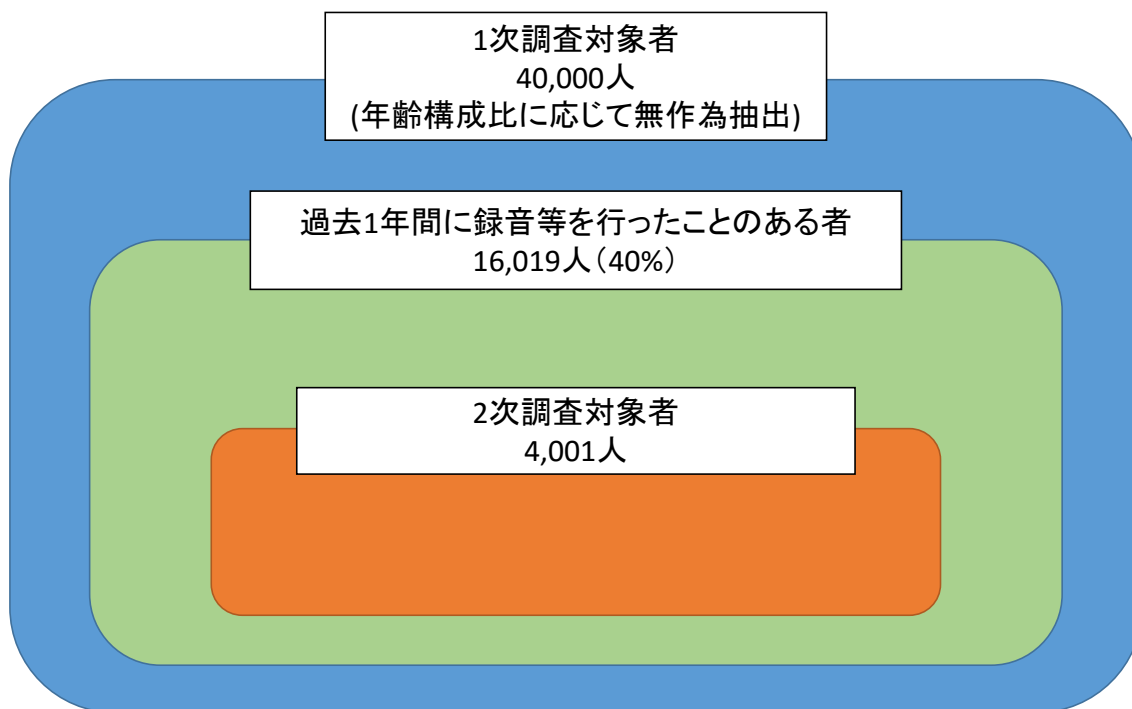 1次調査対象者
40,000人
(年齢構成比に応じて無作為抽出)
過去1年間に録音等を行ったことのある者
16,019人（40%）
2次調査対象者
4,001人